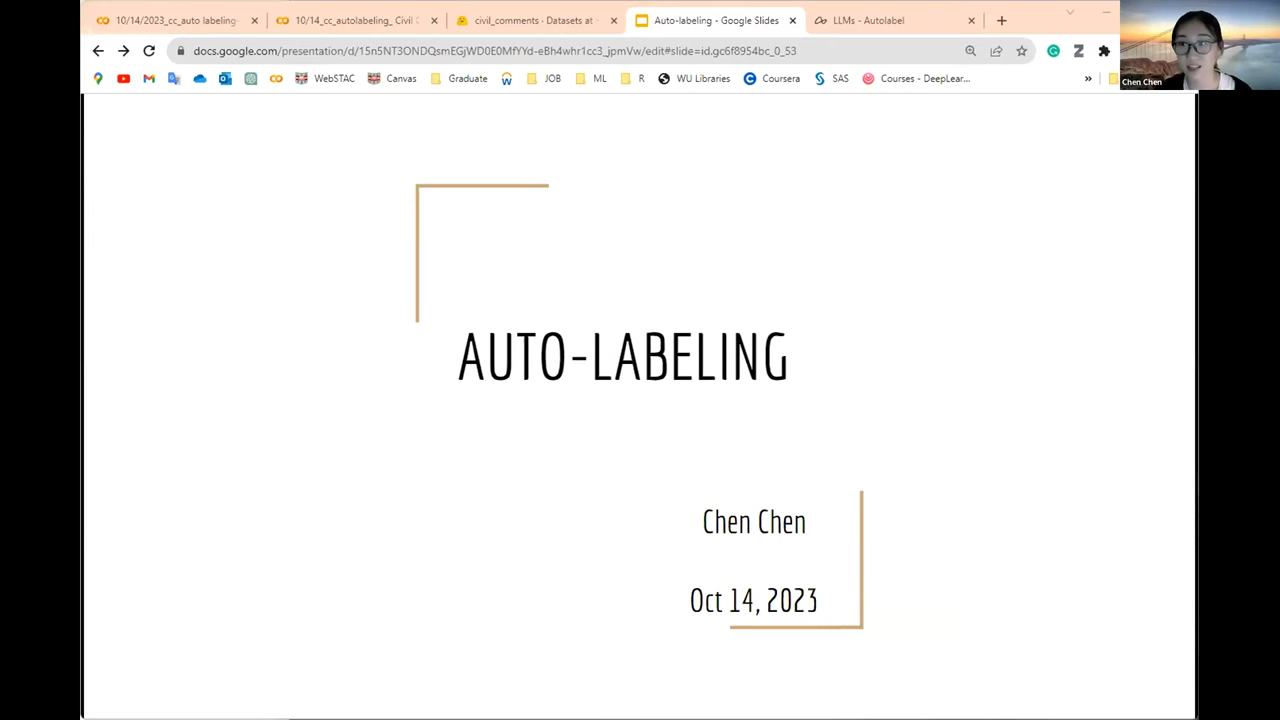 10/14/2023_cc_auto labeling-
10/14_cc_autolabeling_ Civil C
civil_comments · Datasets at
Auto-labeling - Google Slides
LLMs - Autolabel
docs.google.com/presentation/d/15n5NT3ONDQsmEGjWD0E0MfYYd-eBh4whr1cc3_jpmVw/edit#slide=id.gc6f8954bc_0_53
WebSTAC
Canvas
Graduate
JOB
ML
R
WU Libraries
Coursera
SAS
Courses - DeepLear...
Chen Chen
AUTO-LABELING
Chen Chen
Oct 14, 2023